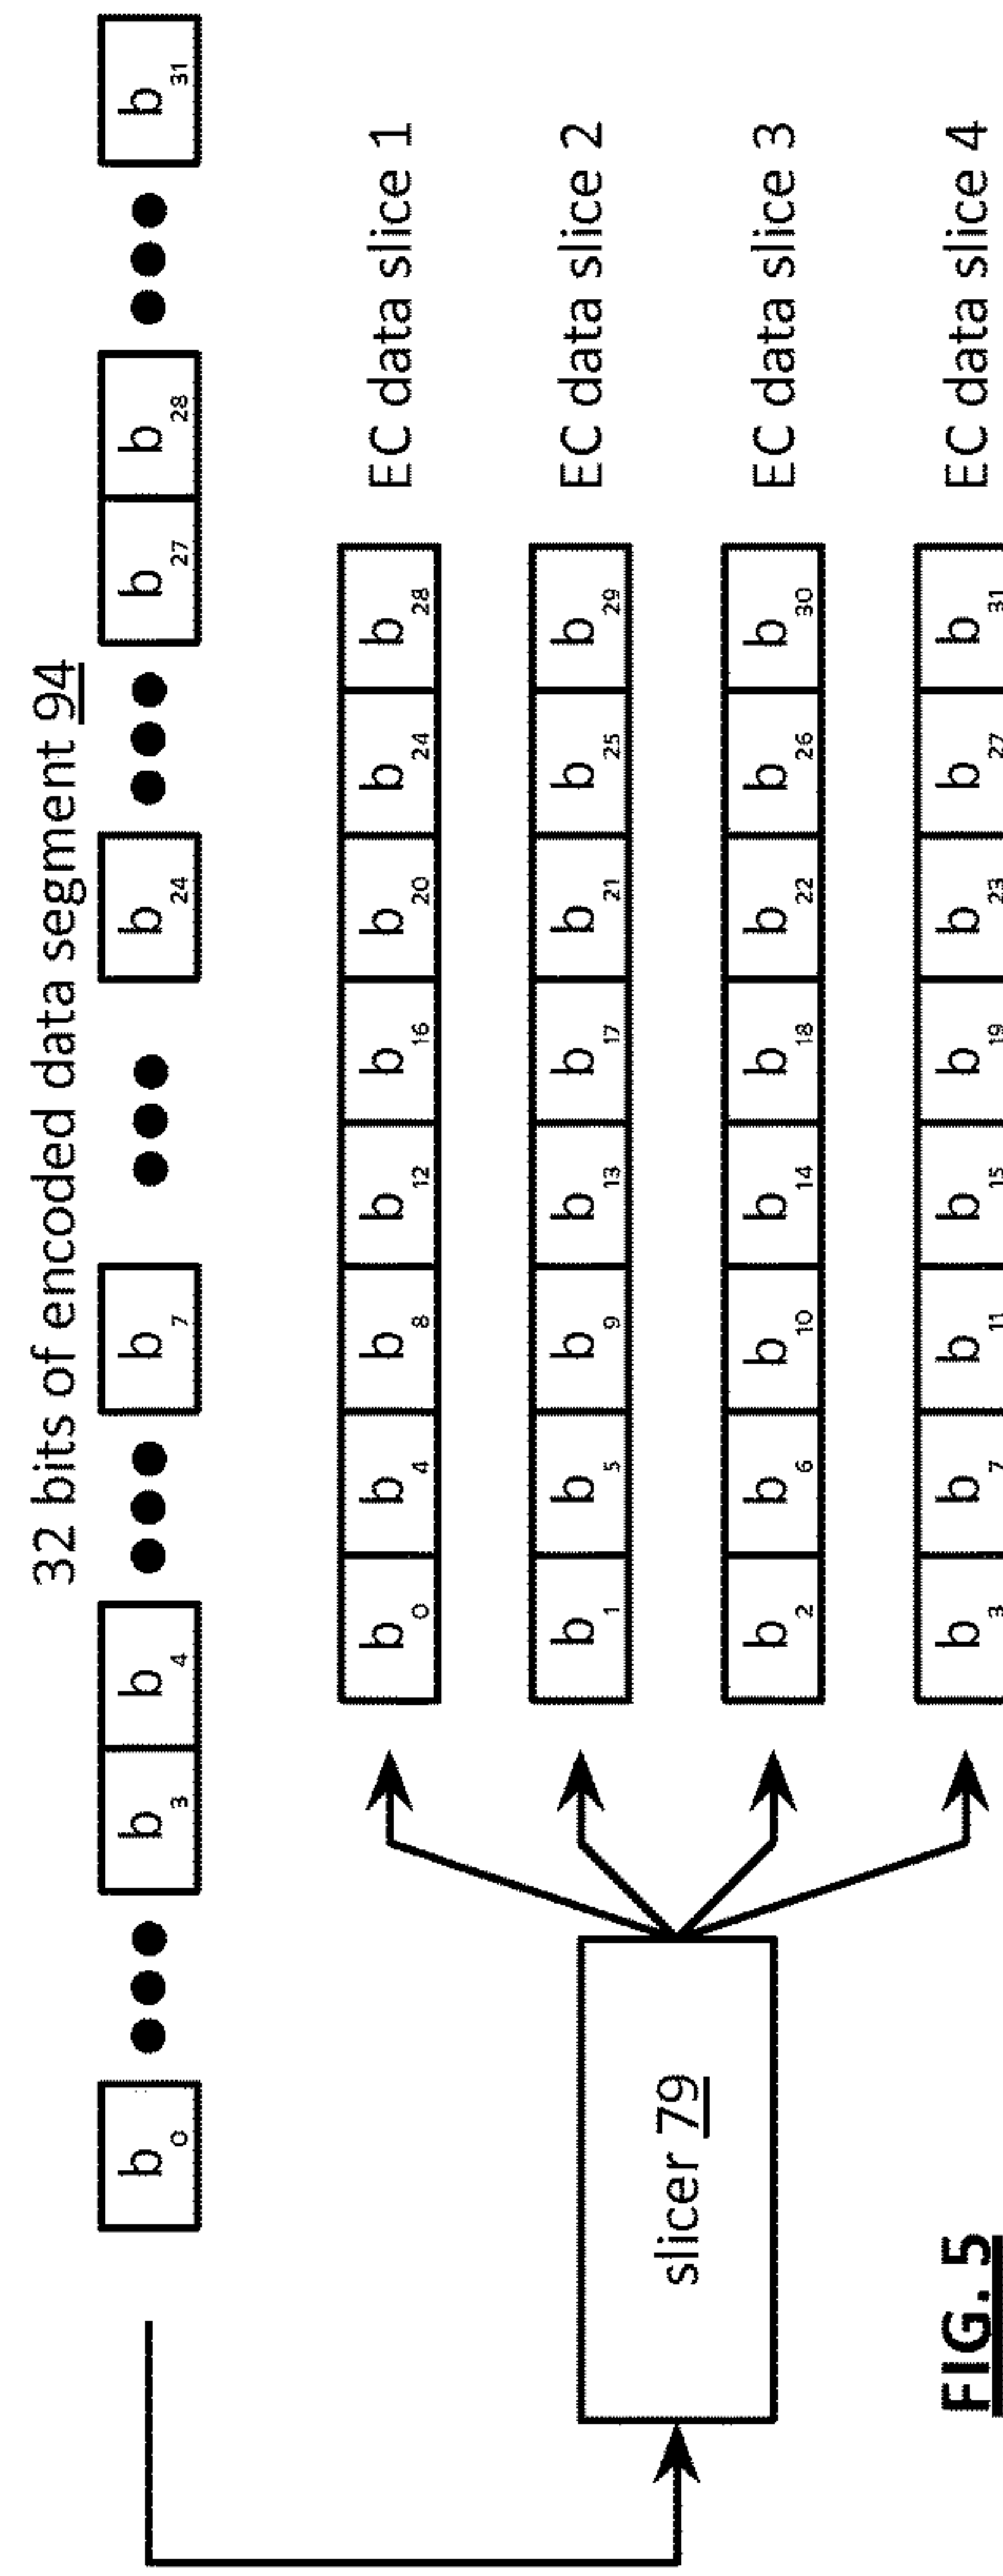 32 bits of encoded data segment 94
b0 b3 b4 b7 b24 b27 b28 b31
b0 b4 b8 b12 b16 b20 b24 b28 EC data slice 1
b1 b5 b9 b13 b17 b21 b25 b29 EC data slice 2
slicer 79
b2 b6 b10 b14 b18 b22 b26 b30 EC data slice 3
b3 b7 b11 b15 b19 b23 b27 b31 EC data slice 4
FIG. 5